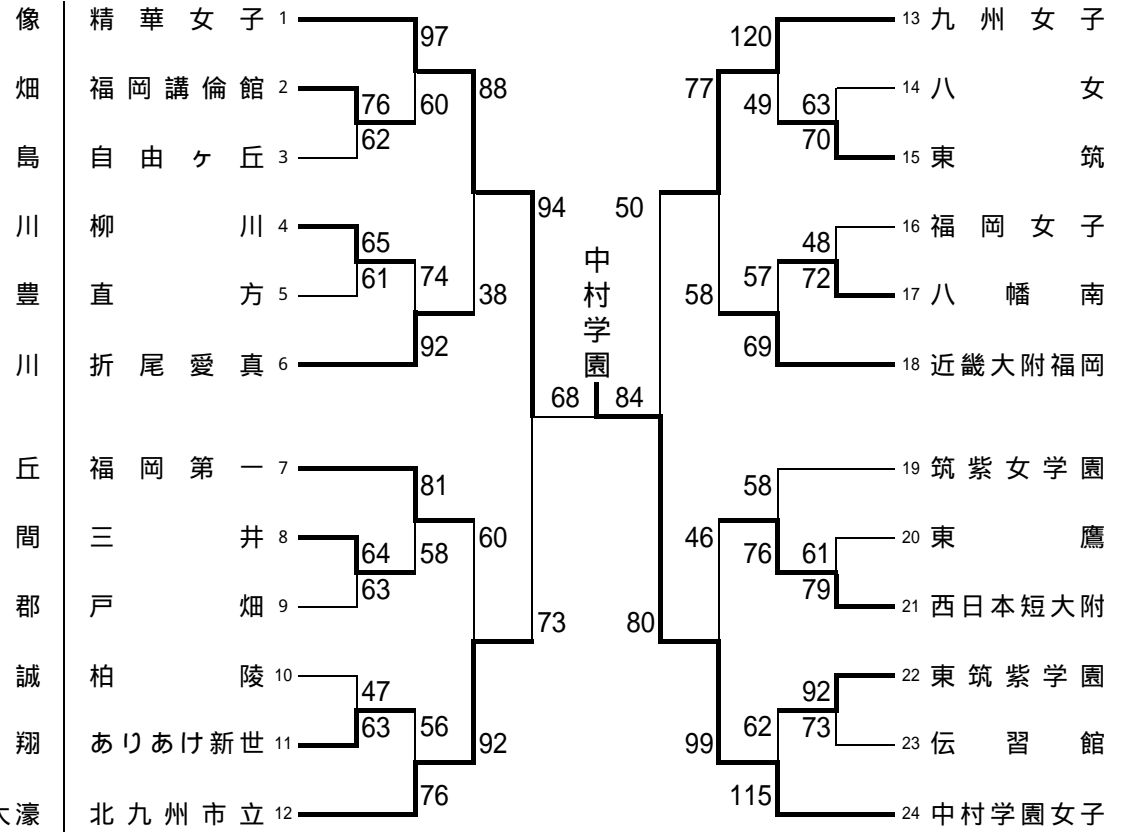 像 精華女子 1
97
畑 福岡講倫館 2
76 60 88
62
島 自由ヶ丘 3
川 柳川 4
65
61 74 38
豊 直方 5
92
川 折尾愛真 6
丘 福岡第一 7
81
間 三井 8
64 58 60
63
郡 戸畑 9
誠 柏陵 10
47
63 56 92
翔 ありあけ新世 11
76
大濠 北九州市立 12
94 50
73 80
68 84
中村学園
13 九州女子
120
77 49 63
14 八女
70
15 東筑
16 福岡女子
48
58 57 72
17 八幡南
69
18 近畿大附福岡
19 筑紫女学園
58
46 76 61
20 東鷹
79
21 西日本短大附
22 東筑紫学園
92
99 62 73
23 伝習館
115
24 中村学園女子